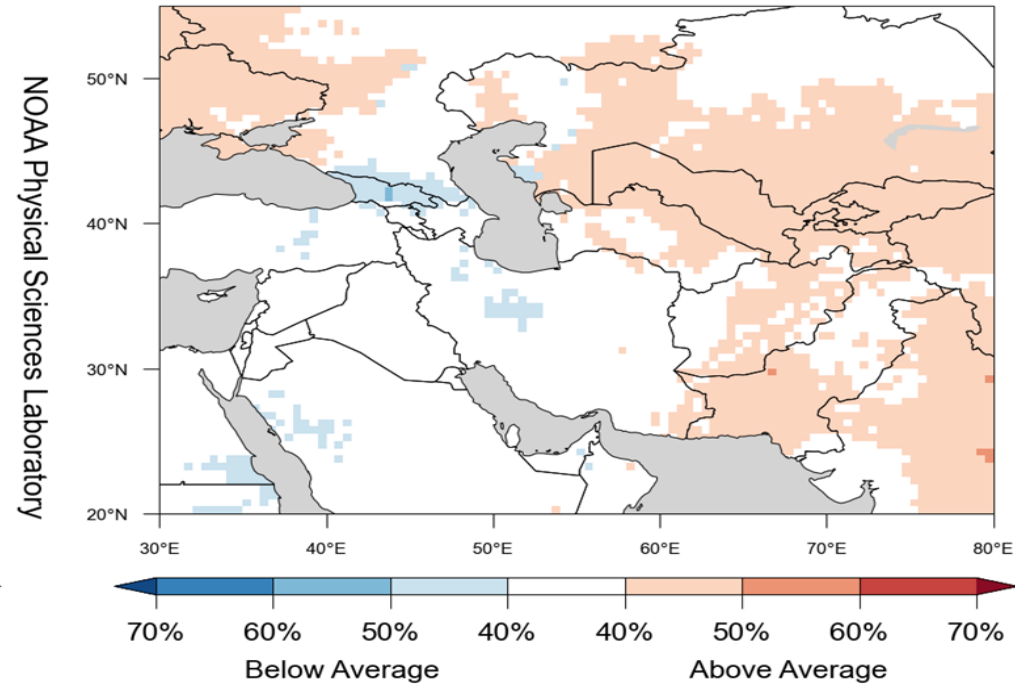 NOAA Physical Sciences Laboratory
50°N
40°N
30°N
20°N
30°E 40°E 50°E 60°E 70°E 80°E
70% 60% 50% 40% 40% 50% 60% 70%
Below Average Above Average